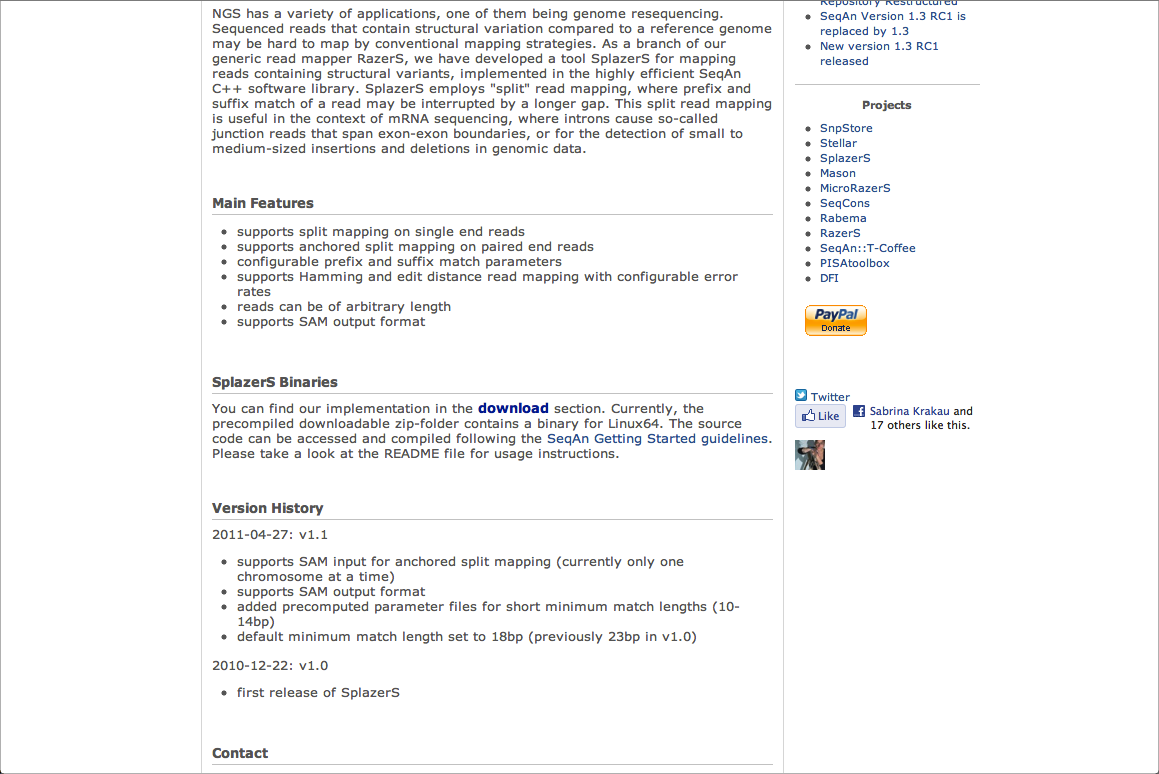 NGS has a variety of applications, one of them being genome resequencing.
Sequenced reads that contain structural variation compared to a reference genome
may be hard to map by conventional mapping strategies. As a branch of our
generic read mapper RazerS, we have developed a tool SplazerS for mapping
reads containing structural variants, implemented in the highly efficient SeqAn
C++ software library. SplazerS employs "split" read mapping, where prefix and
suffix match of a read may be interrupted by a longer gap. This split read mapping
is useful in the context of mRNA sequencing, where introns cause so-called
junction reads that span exon-exon boundaries, or for the detection of small to
medium-sized insertions and deletions in genomic data.
Main Features
supports split mapping on single end reads
supports anchored split mapping on paired end reads
configurable prefix and suffix match parameters
supports Hamming and edit distance read mapping with configurable error
rates
reads can be of arbitrary length
supports SAM output format
SplazerS Binaries
You can find our implementation in the download section. Currently, the
precompiled downloadable zip-folder contains a binary for Linux64. The source
code can be accessed and compiled following the SeqAn Getting Started guidelines.
Please take a look at the README file for usage instructions.
Version History
2011-04-27: v1.1
supports SAM input for anchored split mapping (currently only one
chromosome at a time)
supports SAM output format
added precomputed parameter files for short minimum match lengths (10-
14bp)
default minimum match length set to 18bp (previously 23bp in v1.0)
2010-12-22: v1.0
first release of SplazerS
Contact
Repository Restructured
SeqAn Version 1.3 RC1 is
replaced by 1.3
New version 1.3 RC1
released
Projects
SnpStore
Stellar
SplazerS
Mason
MicroRazerS
SeqCons
Rabema
RazerS
SeqAn::T-Coffee
PISAtoolbox
DFI
PayPal
Donate
Twitter
Like
Sabrina Krakau and
17 others like this.